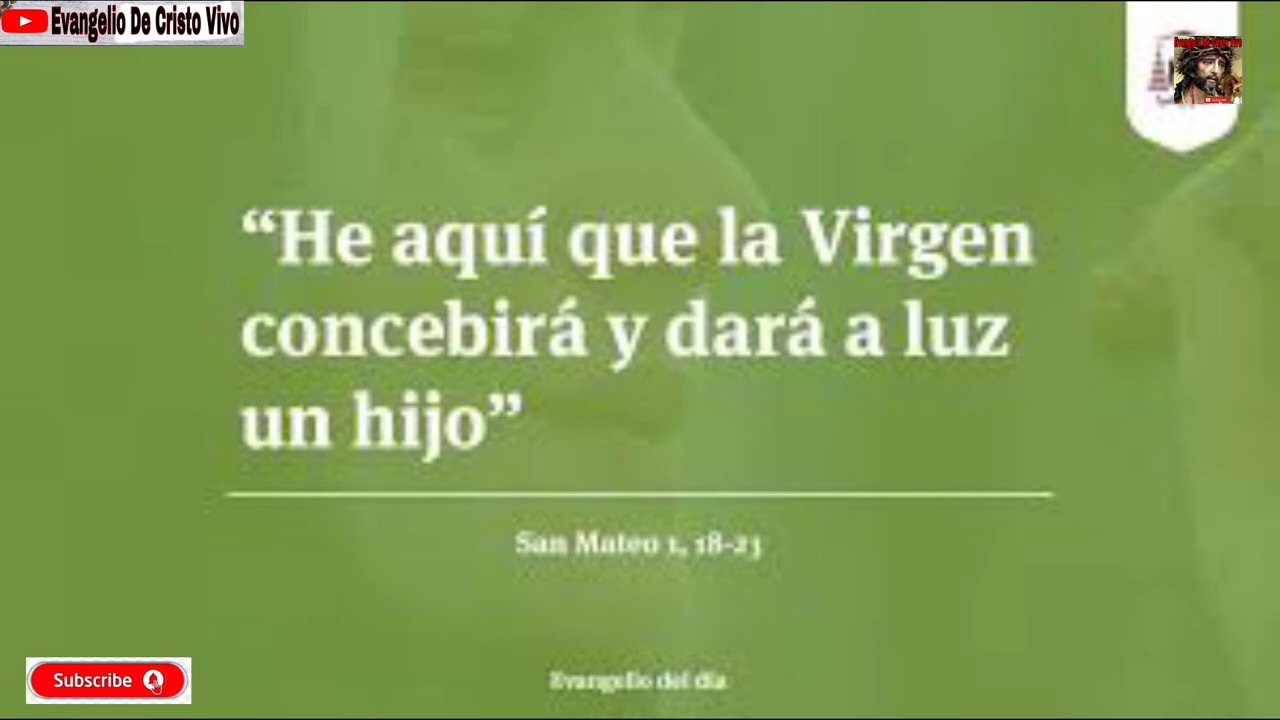 Evangelio De Cristo Vivo
“He aquí que la Virgen
concebirá y dará a luz
un hijo”
San Mateo 1, 18-23
Evangelio del día
Subscribe